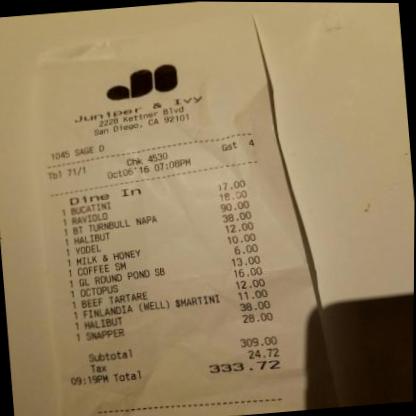 Juniper & Ivy
2228 Kettner Blvd
San Diego, CA 92101
1045 SAGE D
Tbl 71/1 Chk 4530 Gst 4
Oct06'16 07:08PM
Dine In
1 BUCATINI 17.00
1 RAVIOLO 18.00
1 BT TURNBULL NAPA 90.00
1 HALIBUT 38.00
1 YODEL 12.00
1 MILK & HONEY 10.00
1 COFFEE SM 6.00
1 GL ROUND POND SB 13.00
1 OCTOPUS 16.00
1 BEEF TARTARE 12.00
1 FINLANDIA (WELL) $MARTINI 11.00
1 HALIBUT 38.00
1 SNAPPER 28.00
Subtotal 309.00
Tax 24.72
09:19PM Total 333.72